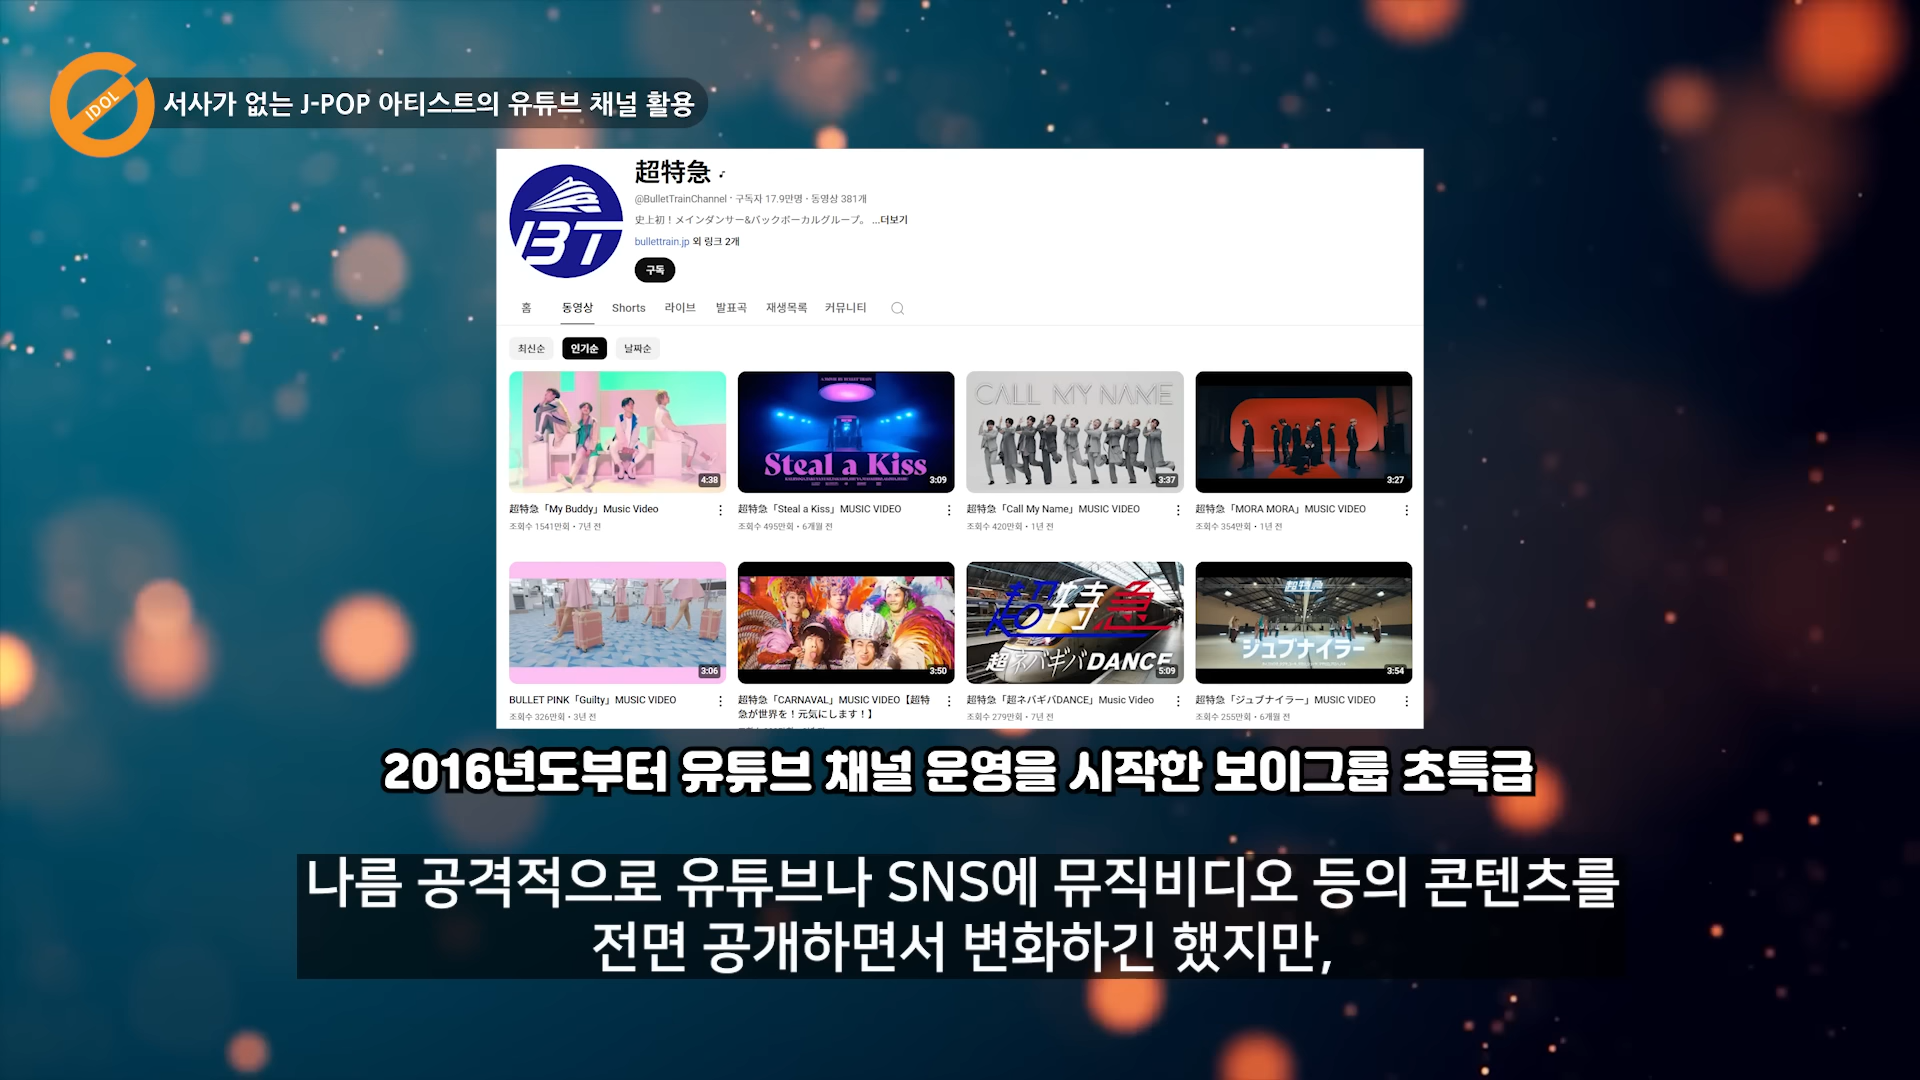 IDOL
서사가 없는 J-POP 아티스트의 유튜브 채널 활용
超特急
@BulletTrainChannel · 구독자 17.9만명 · 동영상 381개
史上初！メインダンサー&バックボーカルグループ。 ...더보기
bullettrain.jp 외 링크 2개
BT
구독
홈 동영상 Shorts 라이브 발표곡 재생목록 커뮤니티
최신순 인기순 날짜순
4:38
Steal a Kiss
3:09
CALL MY NAME
3:37
3:27
超特急「My Buddy」Music Video
조회수 1541만회 · 7년 전
超特急「Steal a Kiss」MUSIC VIDEO
조회수 495만회 · 6개월 전
超特急「Call My Name」MUSIC VIDEO
조회수 420만회 · 1년 전
超特急「MORA MORA」MUSIC VIDEO
조회수 354만회 · 1년 전
3:06
3:50
超特急
超ネバギバDANCE
5:09
超特急
ジュブナイラー
3:54
BULLET PINK「Guilty」MUSIC VIDEO
조회수 326만회 · 3년 전
超特急「CARNAVAL」MUSIC VIDEO【超特
急が世界を！元気にします！】
超特急「超ネバギバDANCE」Music Video
조회수 279만회 · 7년 전
超特急「ジュブナイラー」MUSIC VIDEO
조회수 255만회 · 6개월 전
2016년도부터 유튜브 채널 운영을 시작한 보이그룹 초특급
나름 공격적으로 유튜브나 SNS에 뮤직비디오 등의 콘텐츠를
전면 공개하면서 변화하긴 했지만,